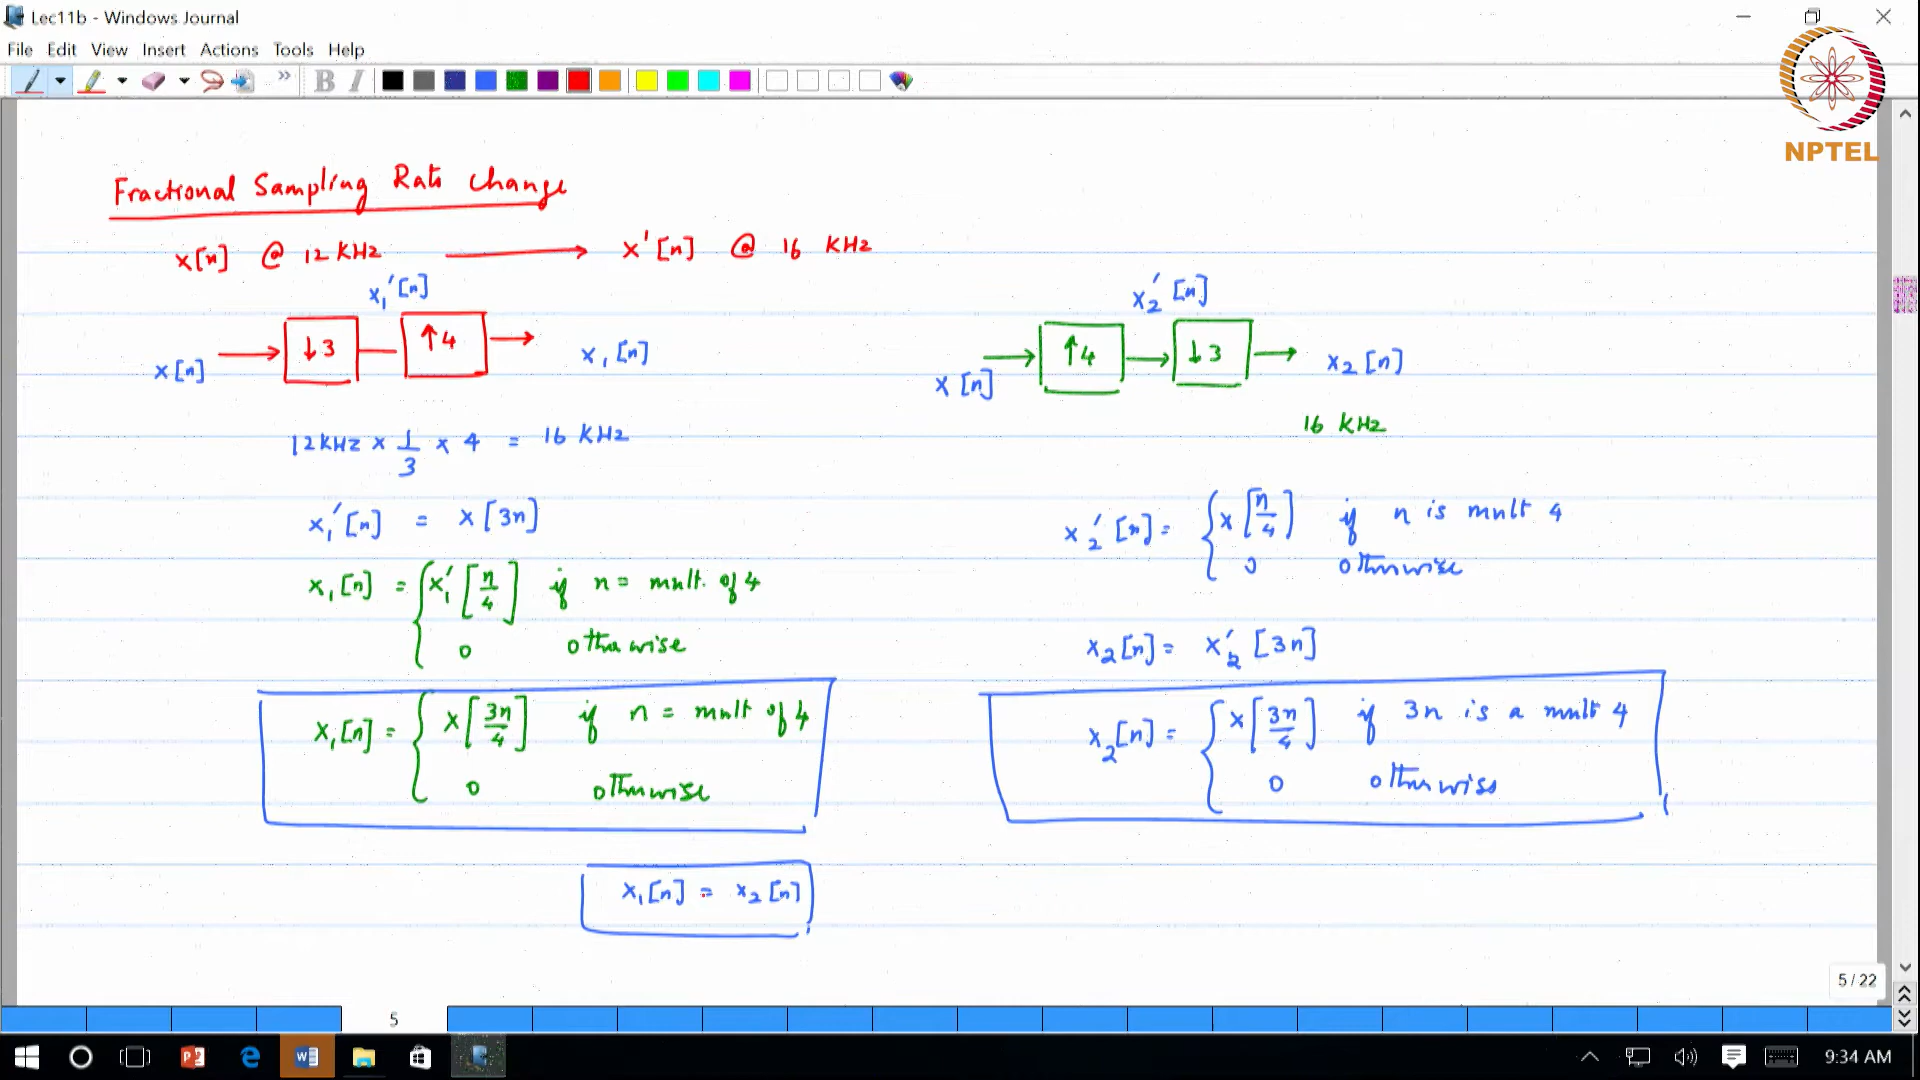 Lec11b - Windows Journal
File Edit View Insert Actions Tools Help
B I
NPTEL
Fractional Sampling Rate Change
x[n] @ 12 KHz → x'[n] @ 16 KHz
x₁'[n]
x[n] → ↓3 — ↑4 → x₁[n]
12KHz × 1/3 × 4 = 16 KHz
x₁'[n] = x[3n]
x₁[n] = { x₁'[n/4] if n = mult. of 4
0 otherwise
x₁[n] = { x[3n/4] if n = mult of 4
0 otherwise
x₂'[n]
x[n] → ↑4 → ↓3 → x₂[n]
16 KHz
x₂'[n] = { x[n/4] if n is mult 4
0 otherwise
x₂[n] = x₂'[3n]
x₂[n] = { x[3n/4] if 3n is a mult 4
0 otherwise
x₁[n] = x₂[n]
5 / 22
5
9:34 AM